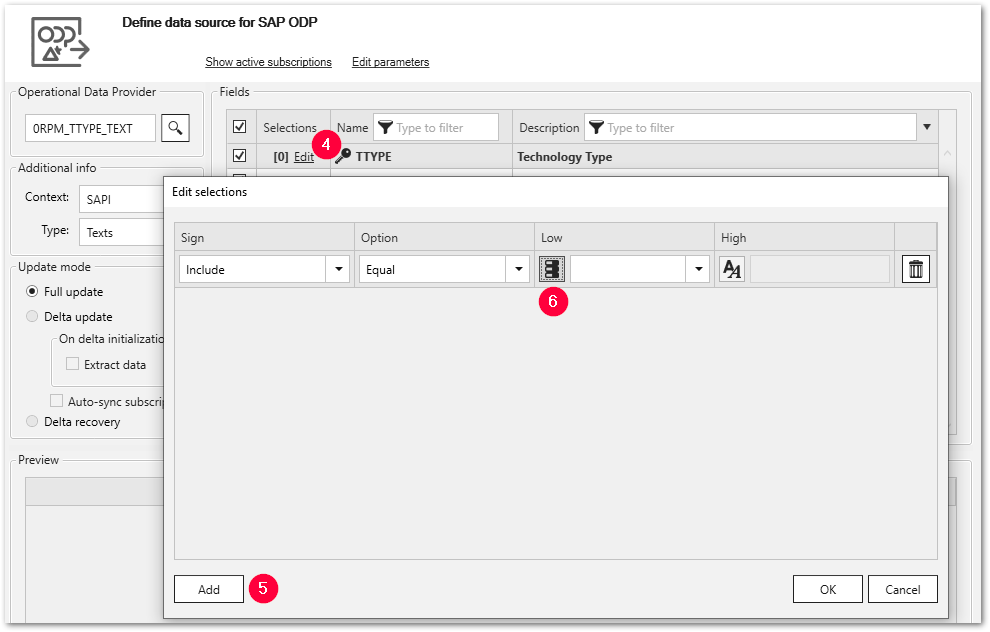 Define data source for SAP ODP
Show active subscriptions Edit parameters
Operational Data Provider
0RPM_TTYPE_TEXT
Additional info
Context: SAPI
Type: Texts
Update mode
Full update
Delta update
On delta initializatio
Extract data
Auto-sync subscrip
Delta recovery
Preview
Fields
Selections Name Type to filter Description Type to filter
4
[0] Edit TTYPE Technology Type
Edit selections
Sign Option Low High
Include Equal
6
Add 5 OK Cancel